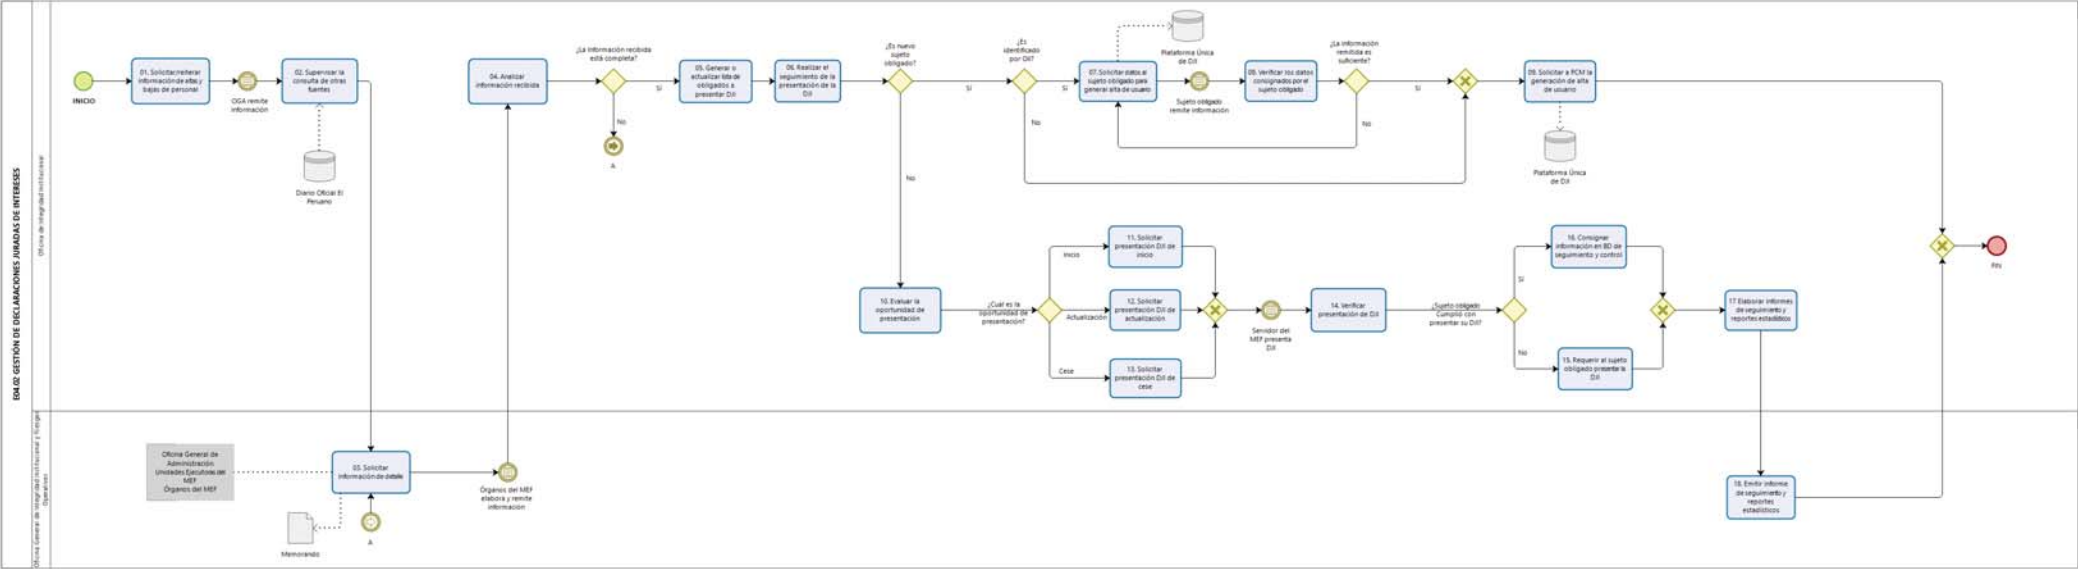 E04.02 GESTIÓN DE DECLARACIONES JURADAS DE INTERESES
Oficina de Integridad Institucional
Oficina General de Integridad Institucional y Riesgos
Operativos
INICIO
01. Solicitar/reiterar
información de altas y
bajas de personal
OGA remite
información
02. Supervisar la
consulta de otras
fuentes
Diario Oficial El
Peruano
04. Analizar
información recibida
¿La información recibida
está completa?
Sí
No
A
05. Generar o
actualizar lista de
obligados a
presentar DJI
06. Realizar el
seguimiento de la
presentación de la
DJI
¿Es nuevo
sujeto
obligado?
Sí
No
¿Es
identificado
por OII?
Sí
No
07. Solicitar datos al
sujeto obligado para
general alta de usuario
Plataforma Única
de DJI
Sujeto obligado
remite información
08. Verificar los datos
consignados por el
sujeto obligado
¿La información
remitida es
suficiente?
Sí
No
09. Solicitar a PCM la
generación de alta
de usuario
Plataforma Única
de DJI
10. Evaluar la
oportunidad de
presentación
¿Cuál es la
oportunidad de
presentación?
Inicio
Actualización
Cese
11. Solicitar
presentación DJI de
inicio
12. Solicitar
presentación DJI de
actualización
13. Solicitar
presentación DJI de
cese
Servidor del
MEF presenta
DJI
14. Verificar
presentación de DJI
¿Sujeto obligado
Cumplió con
presentar su DJI?
Sí
No
16. Consignar
información en BD de
seguimiento y control
15. Requerir al sujeto
obligado presentar la
DJI
17 Elaborar informes
de seguimiento y
reportes estadísticos
FIN
Oficina General de
Administración
Unidades Ejecutoras del
MEF
Órganos del MEF
03. Solicitar
información de detalle
Memorando
A
Órganos del MEF
elabora y remite
información
18. Emitir informe
de seguimiento y
reportes
estadísticos